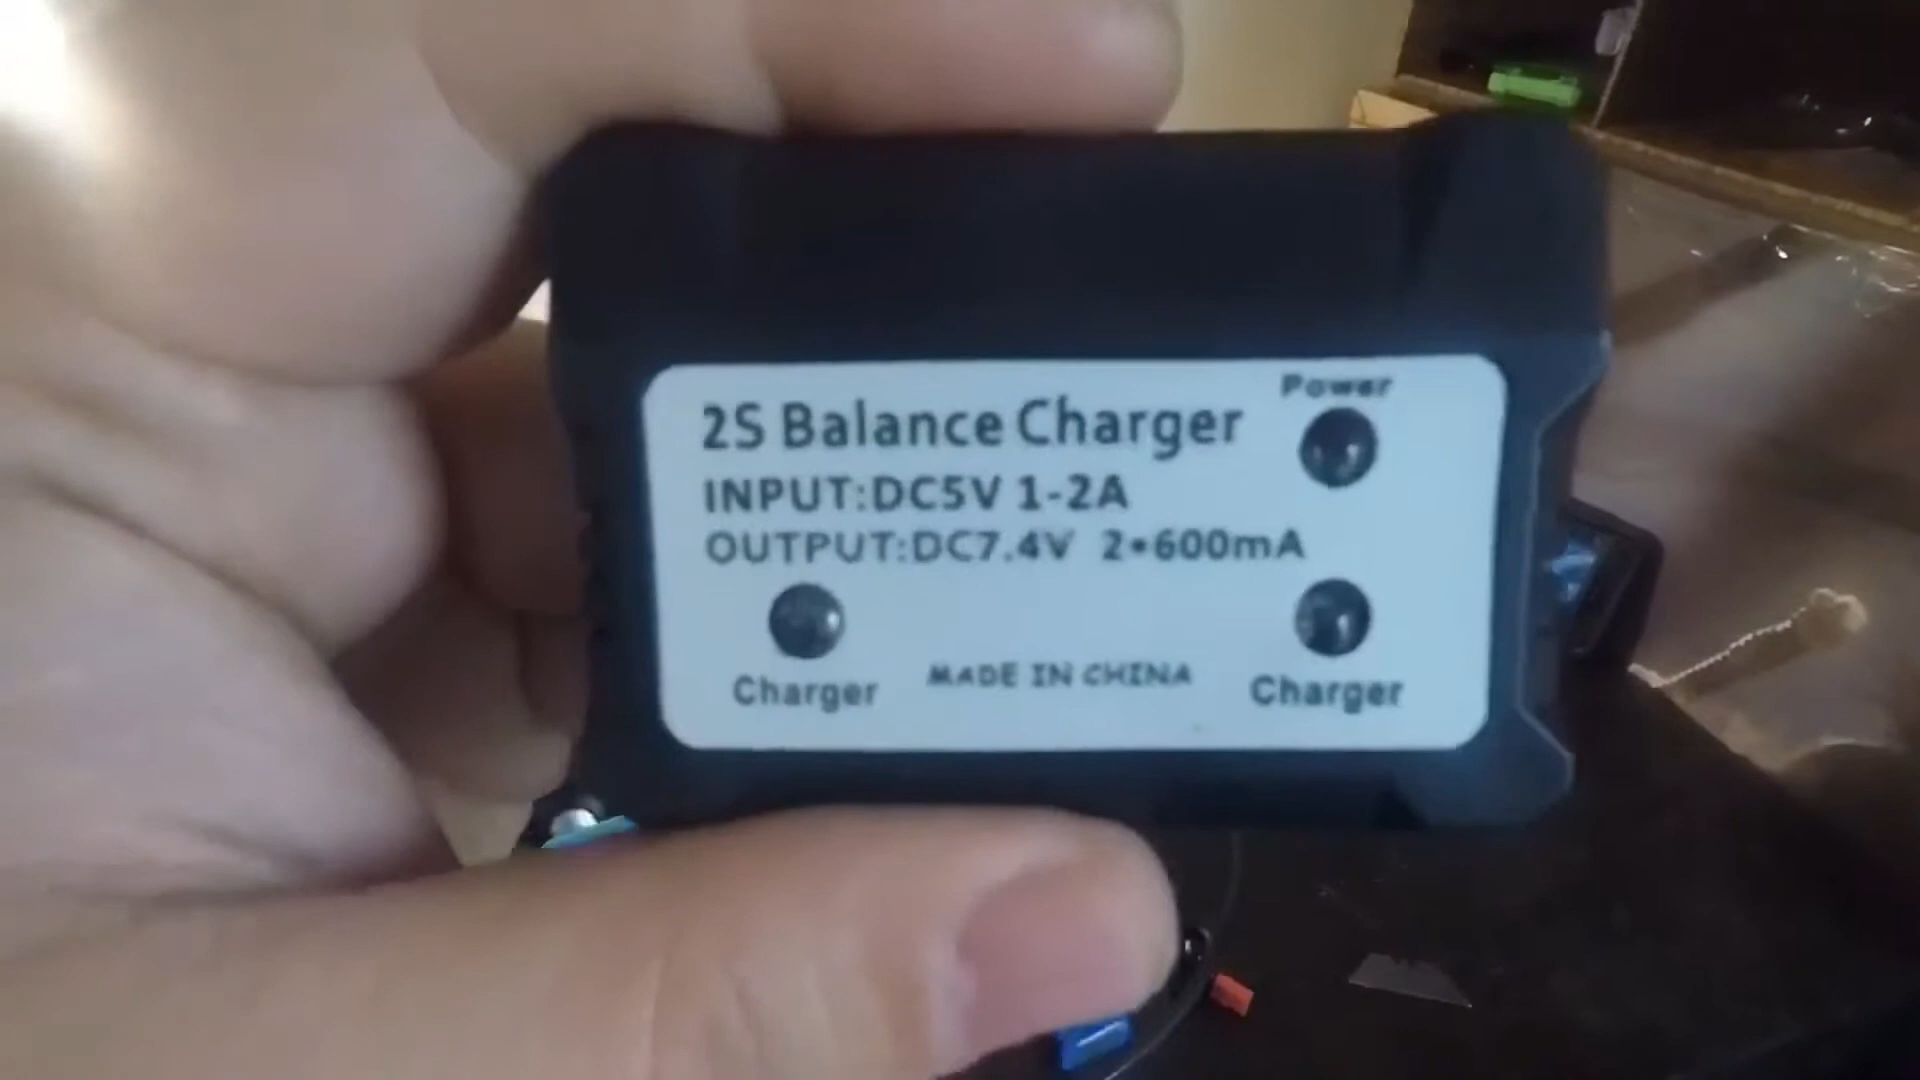 Power
2S Balance Charger
INPUT:DC5V 1-2A
OUTPUT:DC7.4V 2*600mA
MADE IN CHINA
Charger
Charger